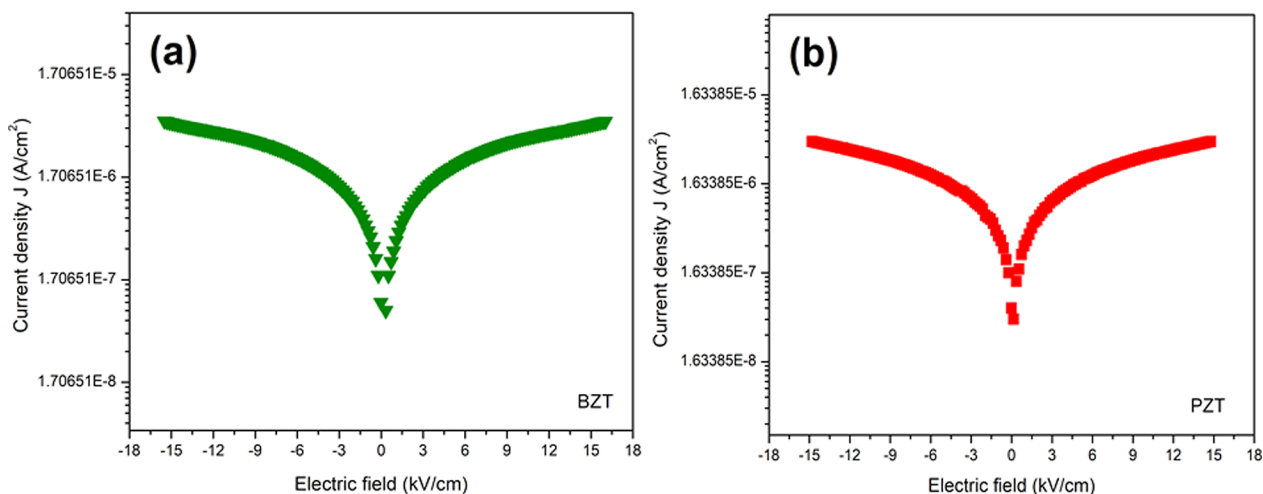 (a)
Current density J (A/cm²)
1.70651E-5
1.70651E-6
1.70651E-7
1.70651E-8
BZT
-18 -15 -12 -9 -6 -3 0 3 6 9 12 15 18
Electric field (kV/cm)
(b)
Current density J (A/cm²)
1.63385E-5
1.63385E-6
1.63385E-7
1.63385E-8
PZT
-18 -15 -12 -9 -6 -3 0 3 6 9 12 15 18
Electric field (kV/cm)